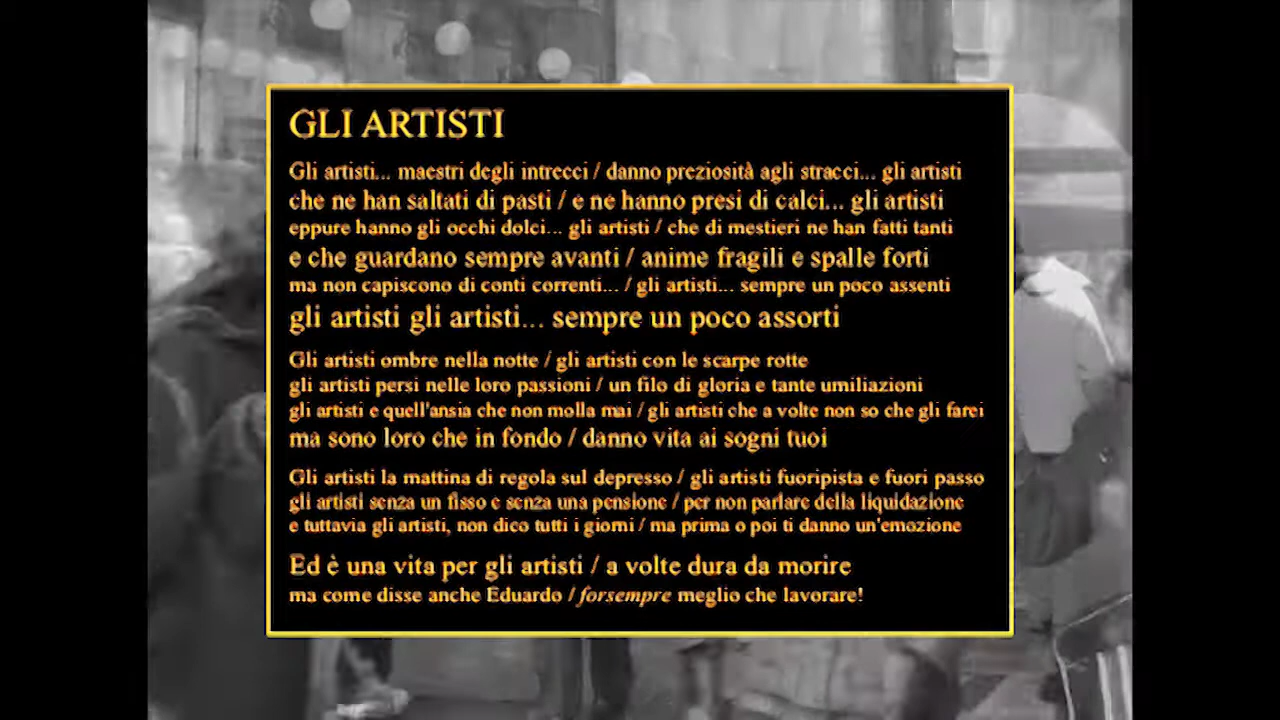 GLI ARTISTI
Gli artisti... maestri degli intrecci / danno preziosità agli stracci... gli artisti
che ne han saltati di pasti / e ne hanno presi di calci... gli artisti
eppure hanno gli occhi dolci... gli artisti / che di mestieri ne han fatti tanti
e che guardano sempre avanti / anime fragili e spalle forti
ma non capiscono di conti correnti... / gli artisti... sempre un poco assenti
gli artisti gli artisti... sempre un poco assorti
Gli artisti ombre nella notte / gli artisti con le scarpe rotte
gli artisti persi nelle loro passioni / un filo di gloria e tante umiliazioni
gli artisti e quell'ansia che non molla mai / gli artisti che a volte non so che gli farei
ma sono loro che in fondo / danno vita ai sogni tuoi
Gli artisti la mattina di regola sul depresso / gli artisti fuoripista e fuori passo
gli artisti senza un fisso e senza una pensione / per non parlare della liquidazione
e tuttavia gli artisti, non dico tutti i giorni / ma prima o poi ti danno un'emozione
Ed è una vita per gli artisti / a volte dura da morire
ma come disse anche Eduardo / forsempre meglio che lavorare!